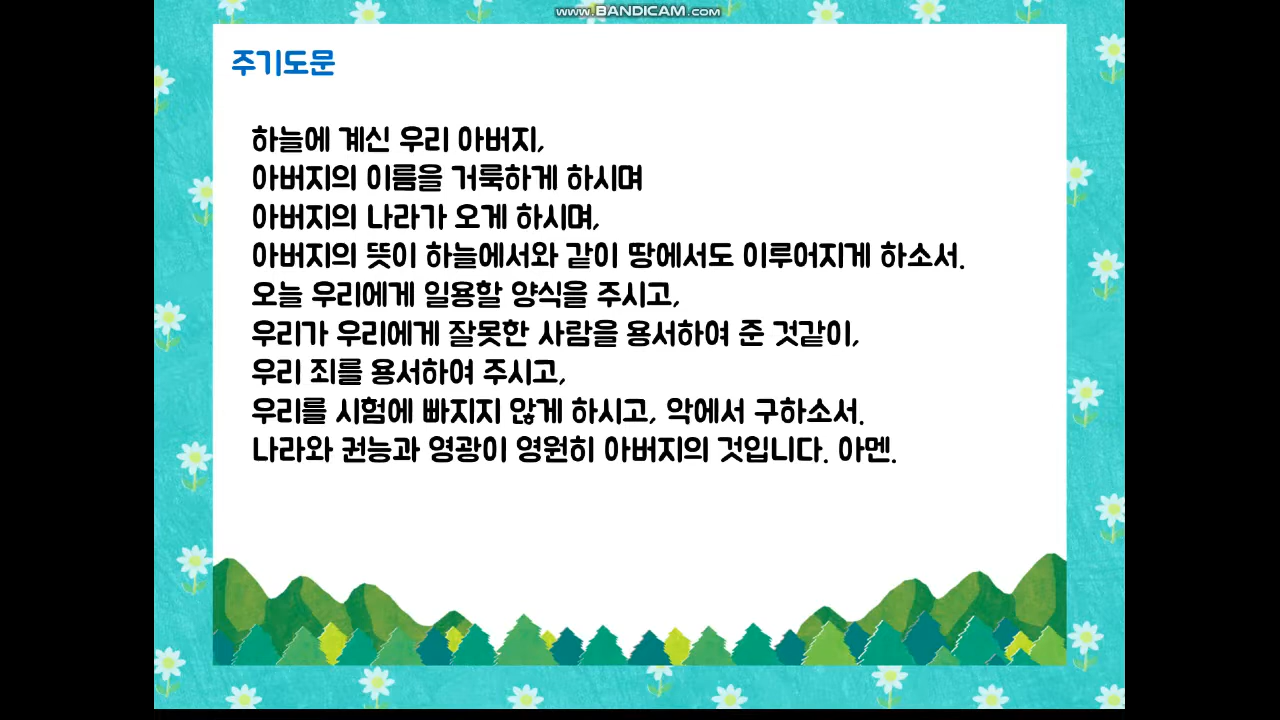 www.BANDICAM.com
주기도문
하늘에 계신 우리 아버지,
아버지의 이름을 거룩하게 하시며
아버지의 나라가 오게 하시며,
아버지의 뜻이 하늘에서와 같이 땅에서도 이루어지게 하소서.
오늘 우리에게 일용할 양식을 주시고,
우리가 우리에게 잘못한 사람을 용서하여 준 것같이,
우리 죄를 용서하여 주시고,
우리를 시험에 빠지지 않게 하시고, 악에서 구하소서.
나라와 권능과 영광이 영원히 아버지의 것입니다. 아멘.